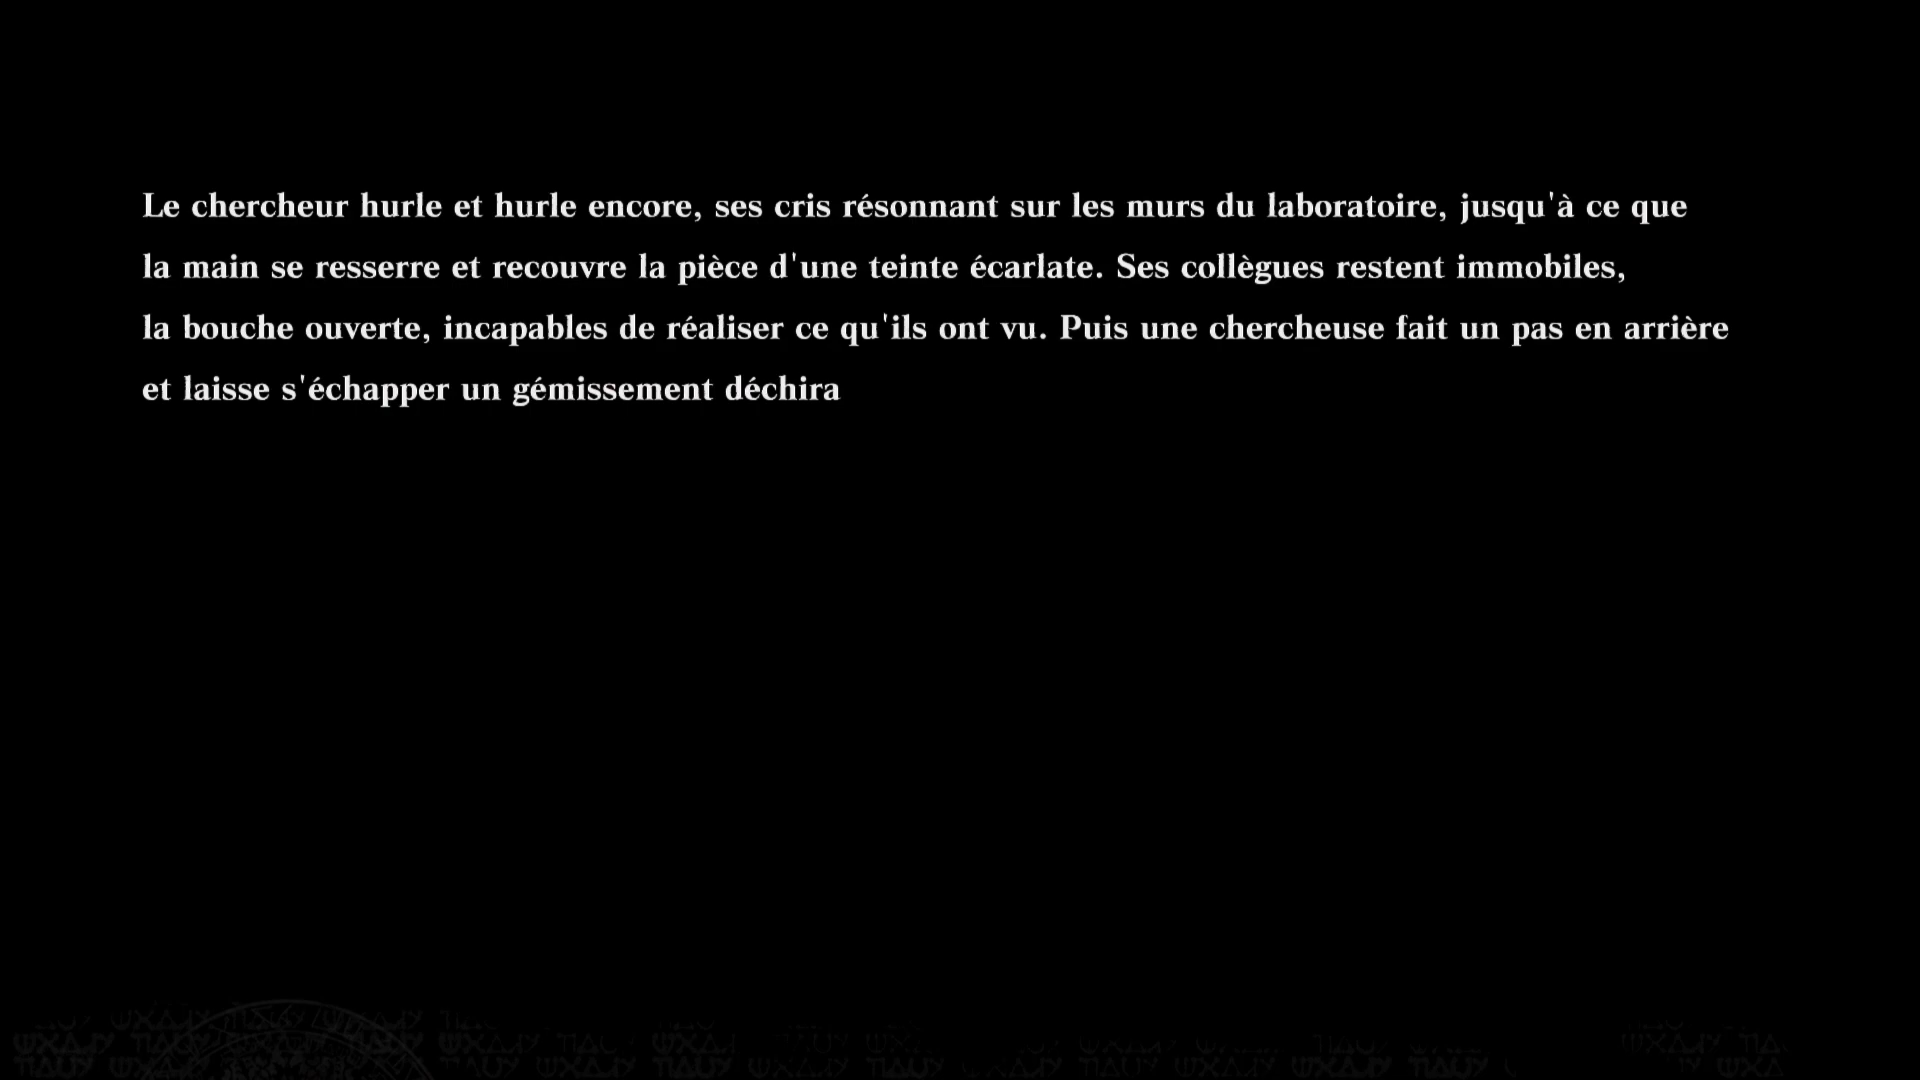 Le chercheur hurle et hurle encore, ses cris résonnant sur les murs du laboratoire, jusqu'à ce que
la main se resserre et recouvre la pièce d'une teinte écarlate. Ses collègues restent immobiles,
la bouche ouverte, incapables de réaliser ce qu'ils ont vu. Puis une chercheuse fait un pas en arrière
et laisse s'échapper un gémissement déchira